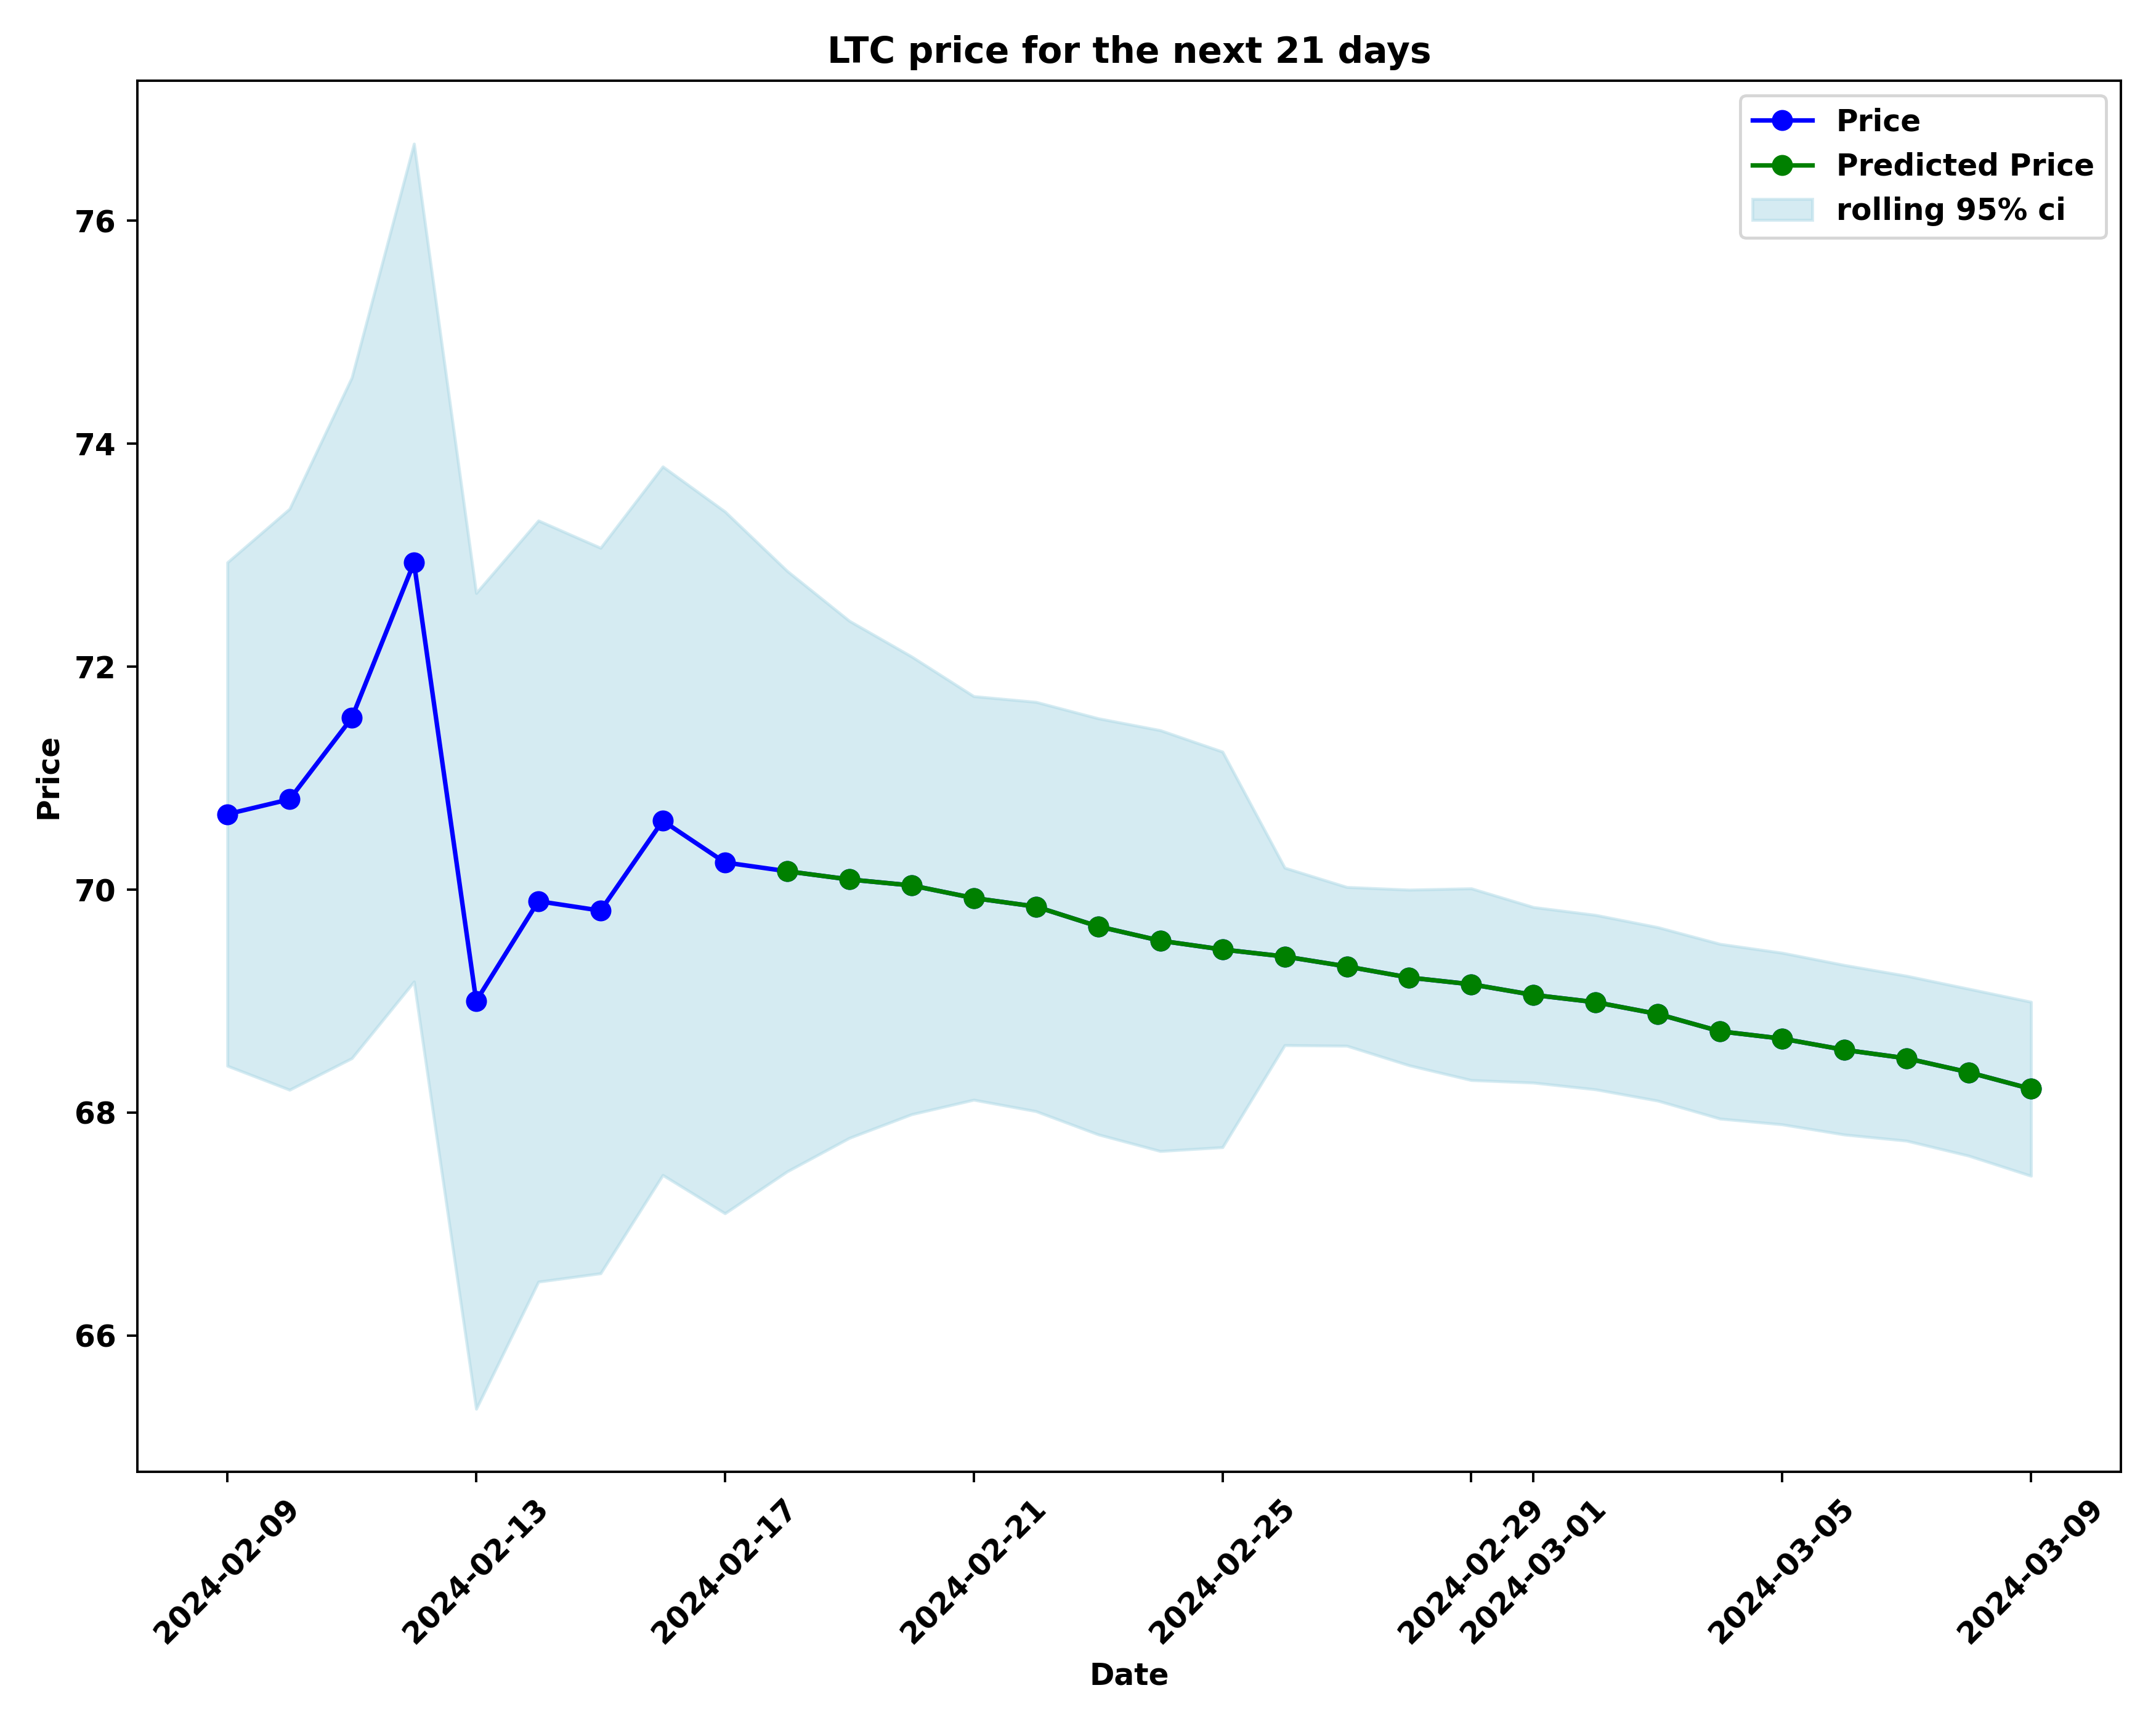 LTC price for the next 21 days
Price
Predicted Price
rolling 95% ci
76
74
72
70
68
66
Price
2024-02-09
2024-02-13
2024-02-17
2024-02-21
2024-02-25
2024-02-29
2024-03-01
2024-03-05
2024-03-09
Date